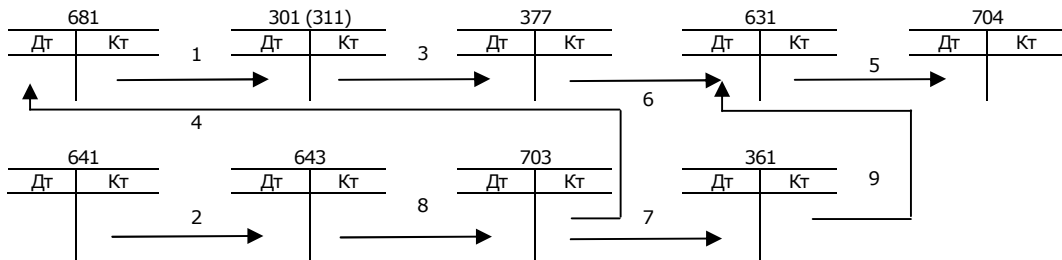 681 301 (311) 377 631 704
Дт Кт Дт Кт Дт Кт Дт Кт Дт Кт
1 3 6 5
4
641 643 703 361
Дт Кт Дт Кт Дт Кт Дт Кт 9
2 8 7